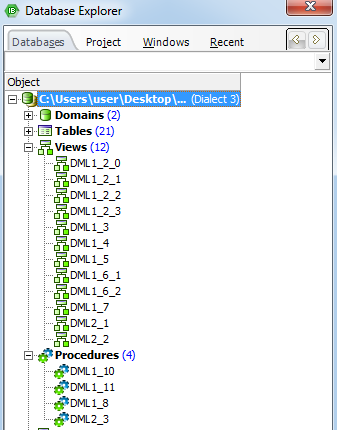 Database Explorer
Databases Project Windows Recent
Object
C:\Users\user\Desktop\... (Dialect 3)
Domains (2)
Tables (21)
Views (12)
DML1_2_0
DML1_2_1
DML1_2_2
DML1_2_3
DML1_3
DML1_4
DML1_5
DML1_6_1
DML1_6_2
DML1_7
DML2_1
DML2_2
Procedures (4)
DML1_10
DML1_11
DML1_8
DML2_3